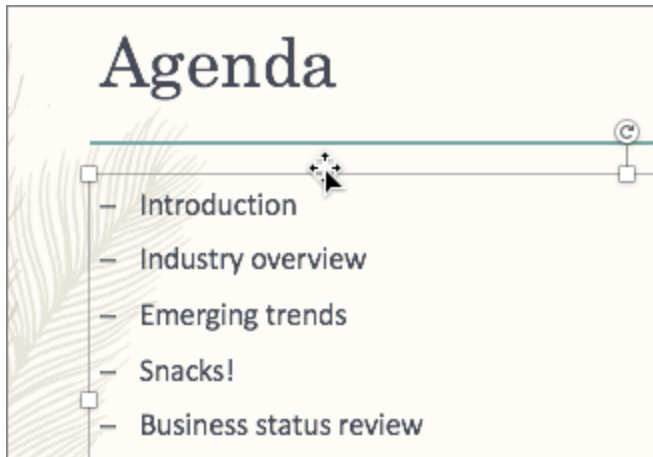 Agenda
– Introduction
– Industry overview
– Emerging trends
– Snacks!
– Business status review